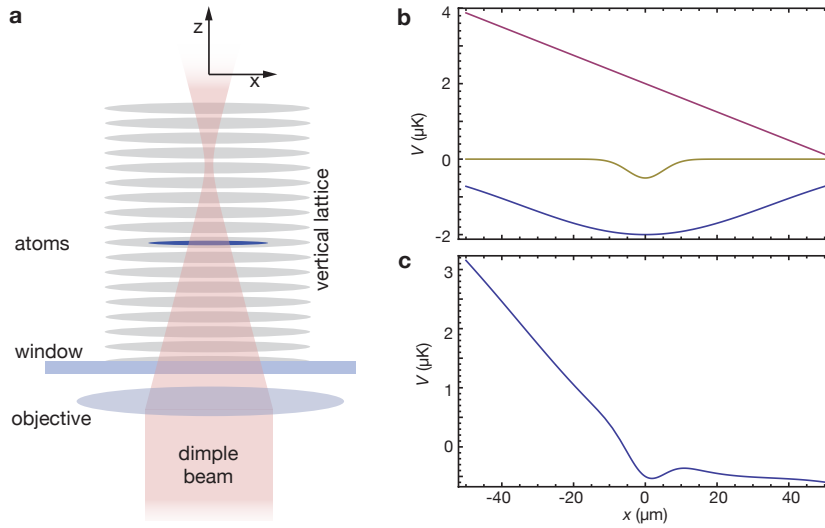 a
z
x
atoms
vertical lattice
window
objective
dimple
beam
b
V (μK)
4
2
0
-2
c
V (μK)
3
2
1
0
-40
-20
0
20
40
x (μm)